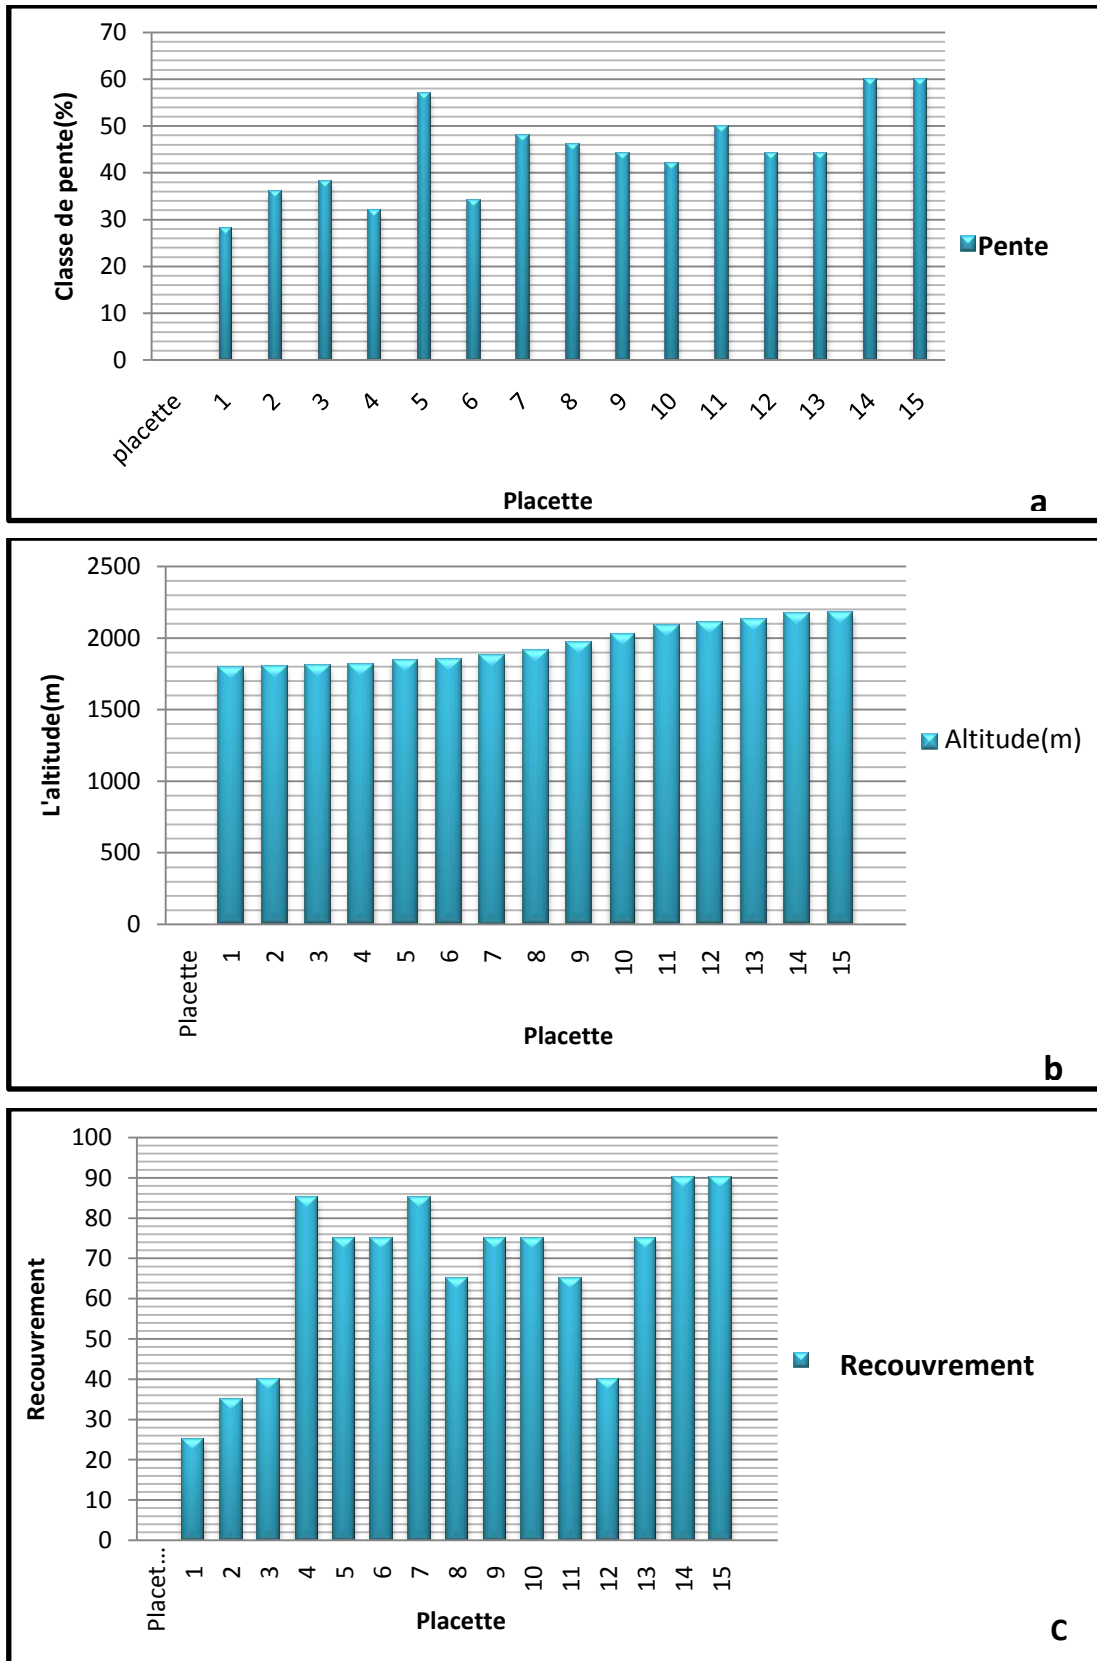 70
60
50
40
30
20
10
0
Classe de pente(%)
placette 1 2 3 4 5 6 7 8 9 10 11 12 13 14 15
Placette
Pente
a
2500
2000
1500
1000
500
0
L'altitude(m)
Placette 1 2 3 4 5 6 7 8 9 10 11 12 13 14 15
Placette
Altitude(m)
b
100
90
80
70
60
50
40
30
20
10
0
Recouvrement
Placet... 1 2 3 4 5 6 7 8 9 10 11 12 13 14 15
Placette
Recouvrement
c